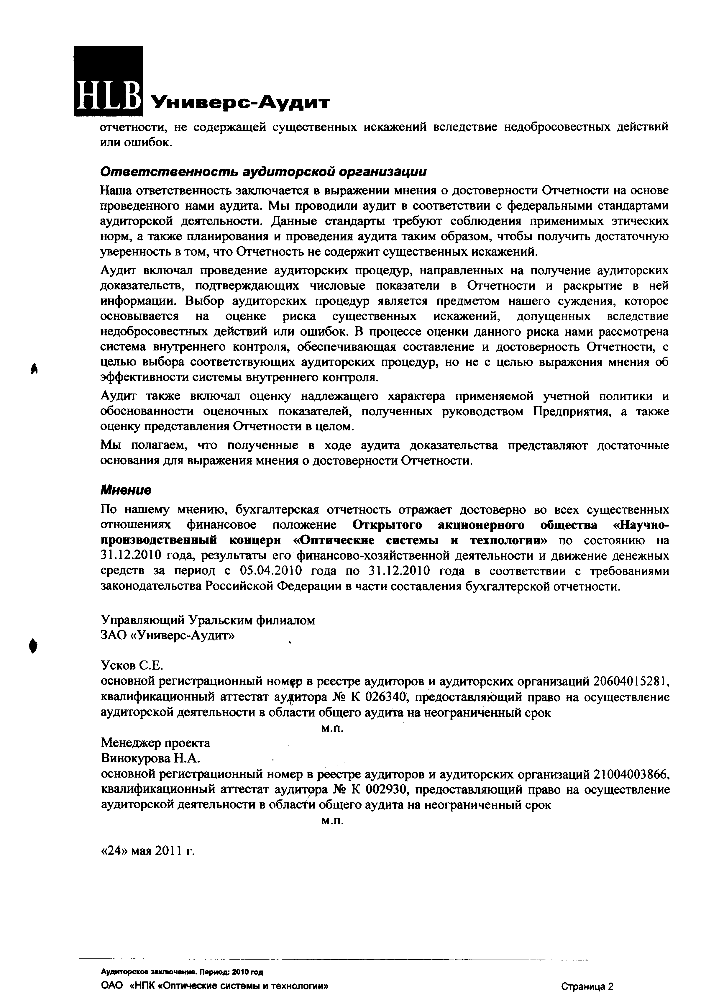 HLB Универс-Аудит
отчетности, не содержащей существенных искажений вследствие недобросовестных действий
или ошибок.
Ответственность аудиторской организации
Наша ответственность заключается в выражении мнения о достоверности Отчетности на основе
проведенного нами аудита. Мы проводили аудит в соответствии с федеральными стандартами
аудиторской деятельности. Данные стандарты требуют соблюдения применимых этических
норм, а также планирования и проведения аудита таким образом, чтобы получить достаточную
уверенность в том, что Отчетность не содержит существенных искажений.
Аудит включал проведение аудиторских процедур, направленных на получение аудиторских
доказательств, подтверждающих числовые показатели в Отчетности и раскрытие в ней
информации. Выбор аудиторских процедур является предметом нашего суждения, которое
основывается на оценке риска существенных искажений, допущенных вследствие
недобросовестных действий или ошибок. В процессе оценки данного риска нами рассмотрена
система внутреннего контроля, обеспечивающая составление и достоверность Отчетности, с
целью выбора соответствующих аудиторских процедур, но не с целью выражения мнения об
эффективности системы внутреннего контроля.
Аудит также включал оценку надлежащего характера применяемой учетной политики и
обоснованности оценочных показателей, полученных руководством Предприятия, а также
оценку представления Отчетности в целом.
Мы полагаем, что полученные в ходе аудита доказательства представляют достаточные
основания для выражения мнения о достоверности Отчетности.
Мнение
По нашему мнению, бухгалтерская отчетность отражает достоверно во всех существенных
отношениях финансовое положение Открытого акционерного общества «Научно-
производственный концерн «Оптические системы и технологии» по состоянию на
31.12.2010 года, результаты его финансово-хозяйственной деятельности и движение денежных
средств за период с 05.04.2010 года по 31.12.2010 года в соответствии с требованиями
законодательства Российской Федерации в части составления бухгалтерской отчетности.
Управляющий Уральским филиалом
ЗАО «Универс-Аудит»
Усков С.Е.
основной регистрационный номер в реестре аудиторов и аудиторских организаций 20604015281,
квалификационный аттестат аудитора № К 026340, предоставляющий право на осуществление
аудиторской деятельности в области общего аудита на неограниченный срок
м.п.
Менеджер проекта
Винокурова Н.А.
основной регистрационный номер в реестре аудиторов и аудиторских организаций 21004003866,
квалификационный аттестат аудитора № К 002930, предоставляющий право на осуществление
аудиторской деятельности в области общего аудита на неограниченный срок
м.п.
«24» мая 2011 г.
Аудиторское заключение. Период: 2010 год
ОАО «НПК «Оптические системы и технологии» Страница 2